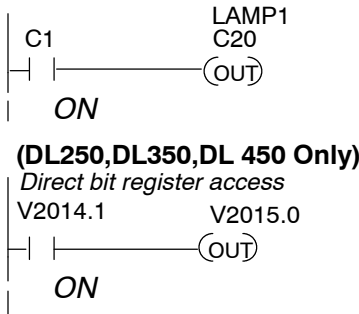 LAMP1
C1 C20
OUT
ON
(DL250,DL350,DL 450 Only)
Direct bit register access
V2014.1 V2015.0
OUT
ON